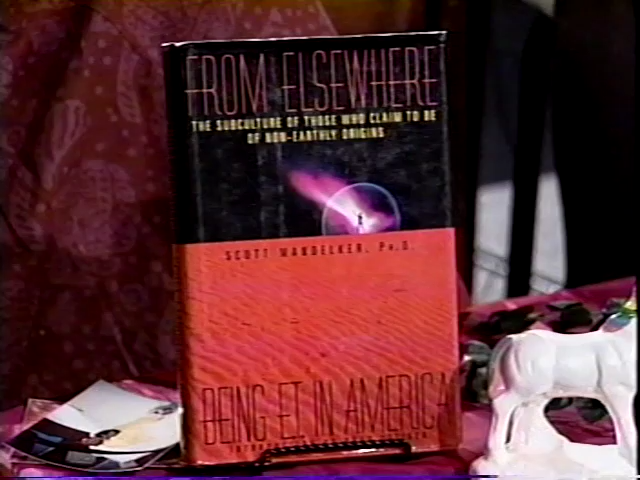 FROM ELSEWHERE
THE SUBCULTURE OF THOSE WHO CLAIM TO BE
OF NON-EARTHLY ORIGINS
SCOTT MANDELKER, PH.D.
BEING ET IN AMERICA